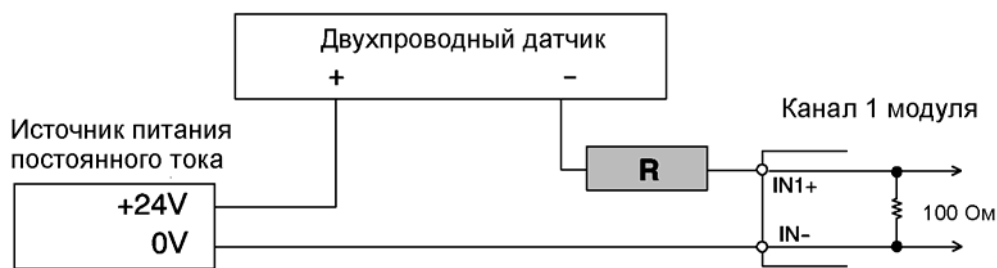 Двухпроводный датчик
+ −
Источник питания
постоянного тока
+24V
0V
R
Канал 1 модуля
IN1+
IN−
100 Ом